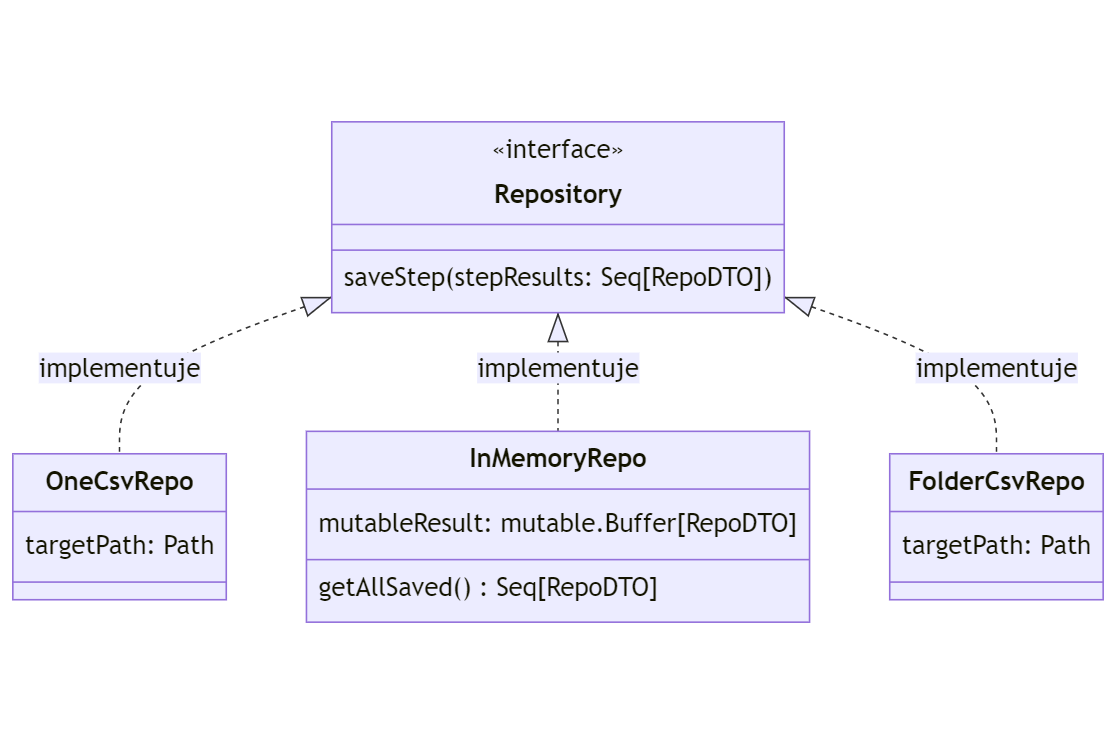 «interface»
Repository
saveStep(stepResults: Seq[RepoDTO])
implementuje
implementuje
implementuje
OneCsvRepo
targetPath: Path
InMemoryRepo
mutableResult: mutable.Buffer[RepoDTO]
getAllSaved() : Seq[RepoDTO]
FolderCsvRepo
targetPath: Path